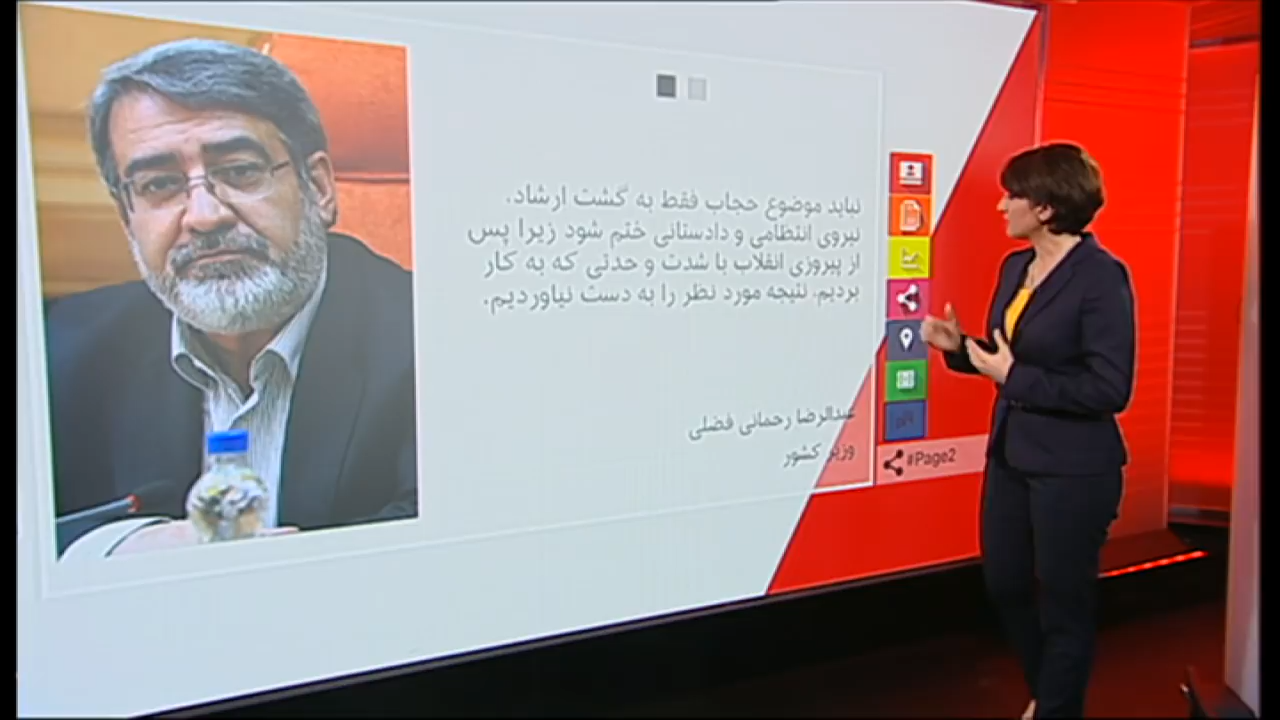 نباید موضوع حجاب فقط به گشت ارشاد،
نیروی انتظامی و دادستانی ختم شود زیرا پس
از پیروزی انقلاب با شدت و حدتی که به کار
بردیم، نتیجه مورد نظر را به دست نیاوردیم.
عبدالرضا رحمانی فضلی
وزیر کشور
#Page2